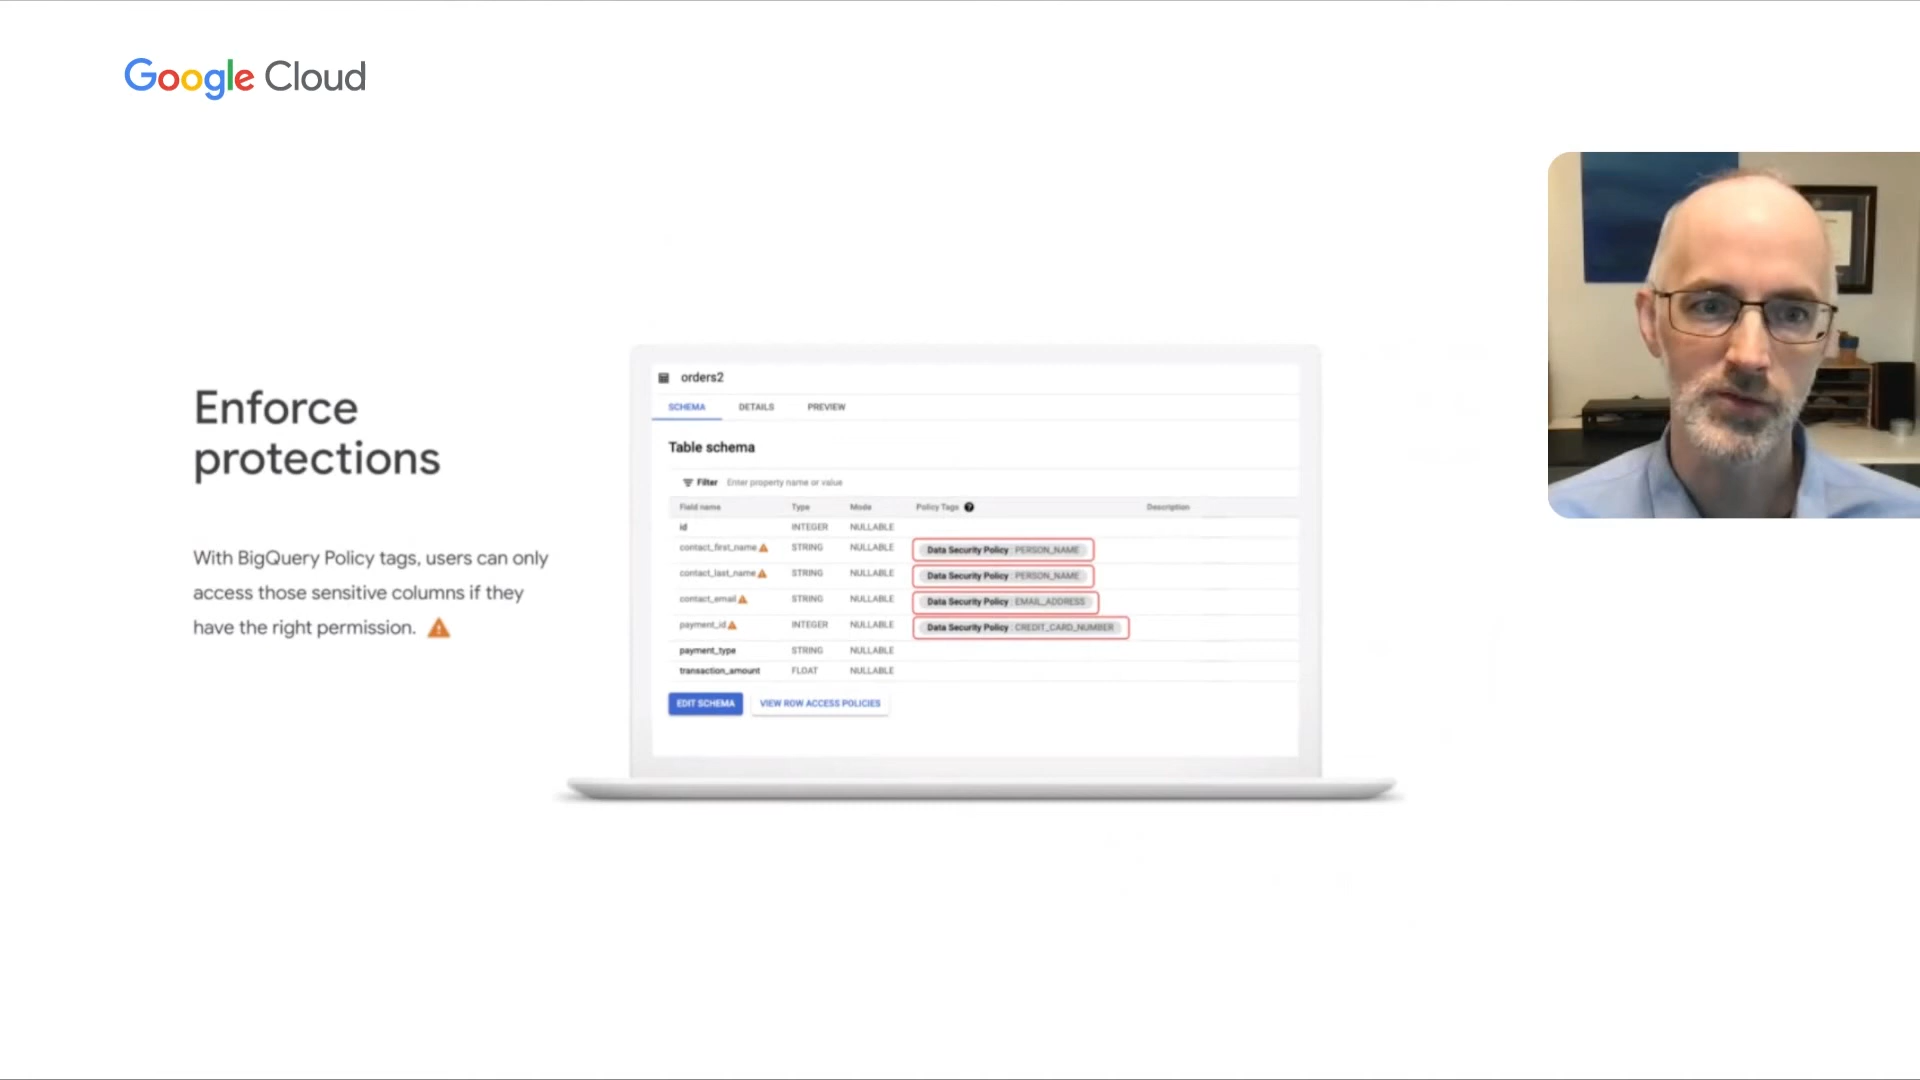 Google Cloud
Enforce
protections
With BigQuery Policy tags, users can only
access those sensitive columns if they
have the right permission.
orders2
SCHEMA DETAILS PREVIEW
Table schema
Filter Enter property name or value
Field name Type Mode Policy Tags ? Description
id INTEGER NULLABLE
contact_first_name STRING NULLABLE Data Security Policy : PERSON_NAME
contact_last_name STRING NULLABLE Data Security Policy : PERSON_NAME
contact_email STRING NULLABLE Data Security Policy : EMAIL_ADDRESS
payment_id INTEGER NULLABLE Data Security Policy : CREDIT_CARD_NUMBER
payment_type STRING NULLABLE
transaction_amount FLOAT NULLABLE
EDIT SCHEMA VIEW ROW ACCESS POLICIES